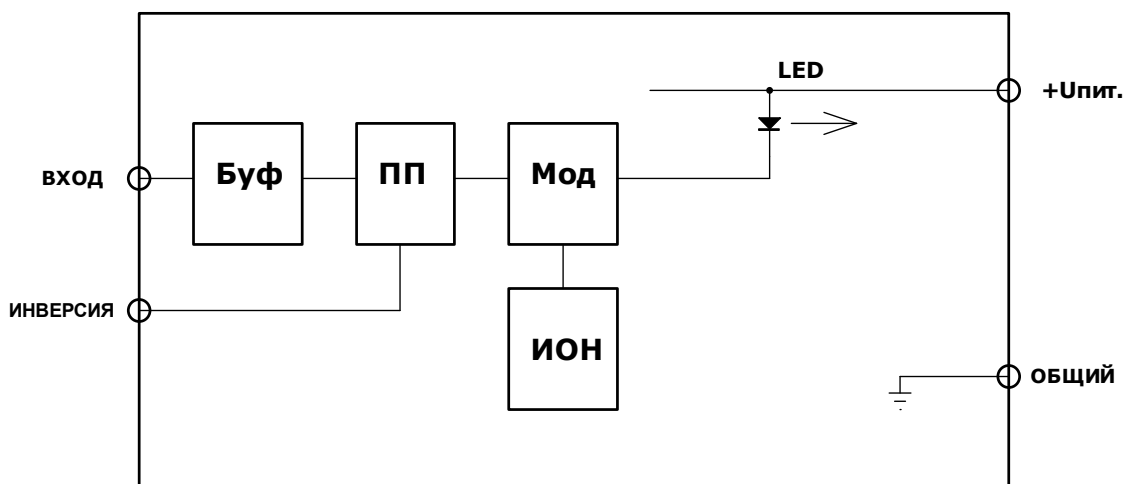 LED
+Uпит.
ВХОД
Буф
ПП
Мод
ИНВЕРСИЯ
ИОН
ОБЩИЙ